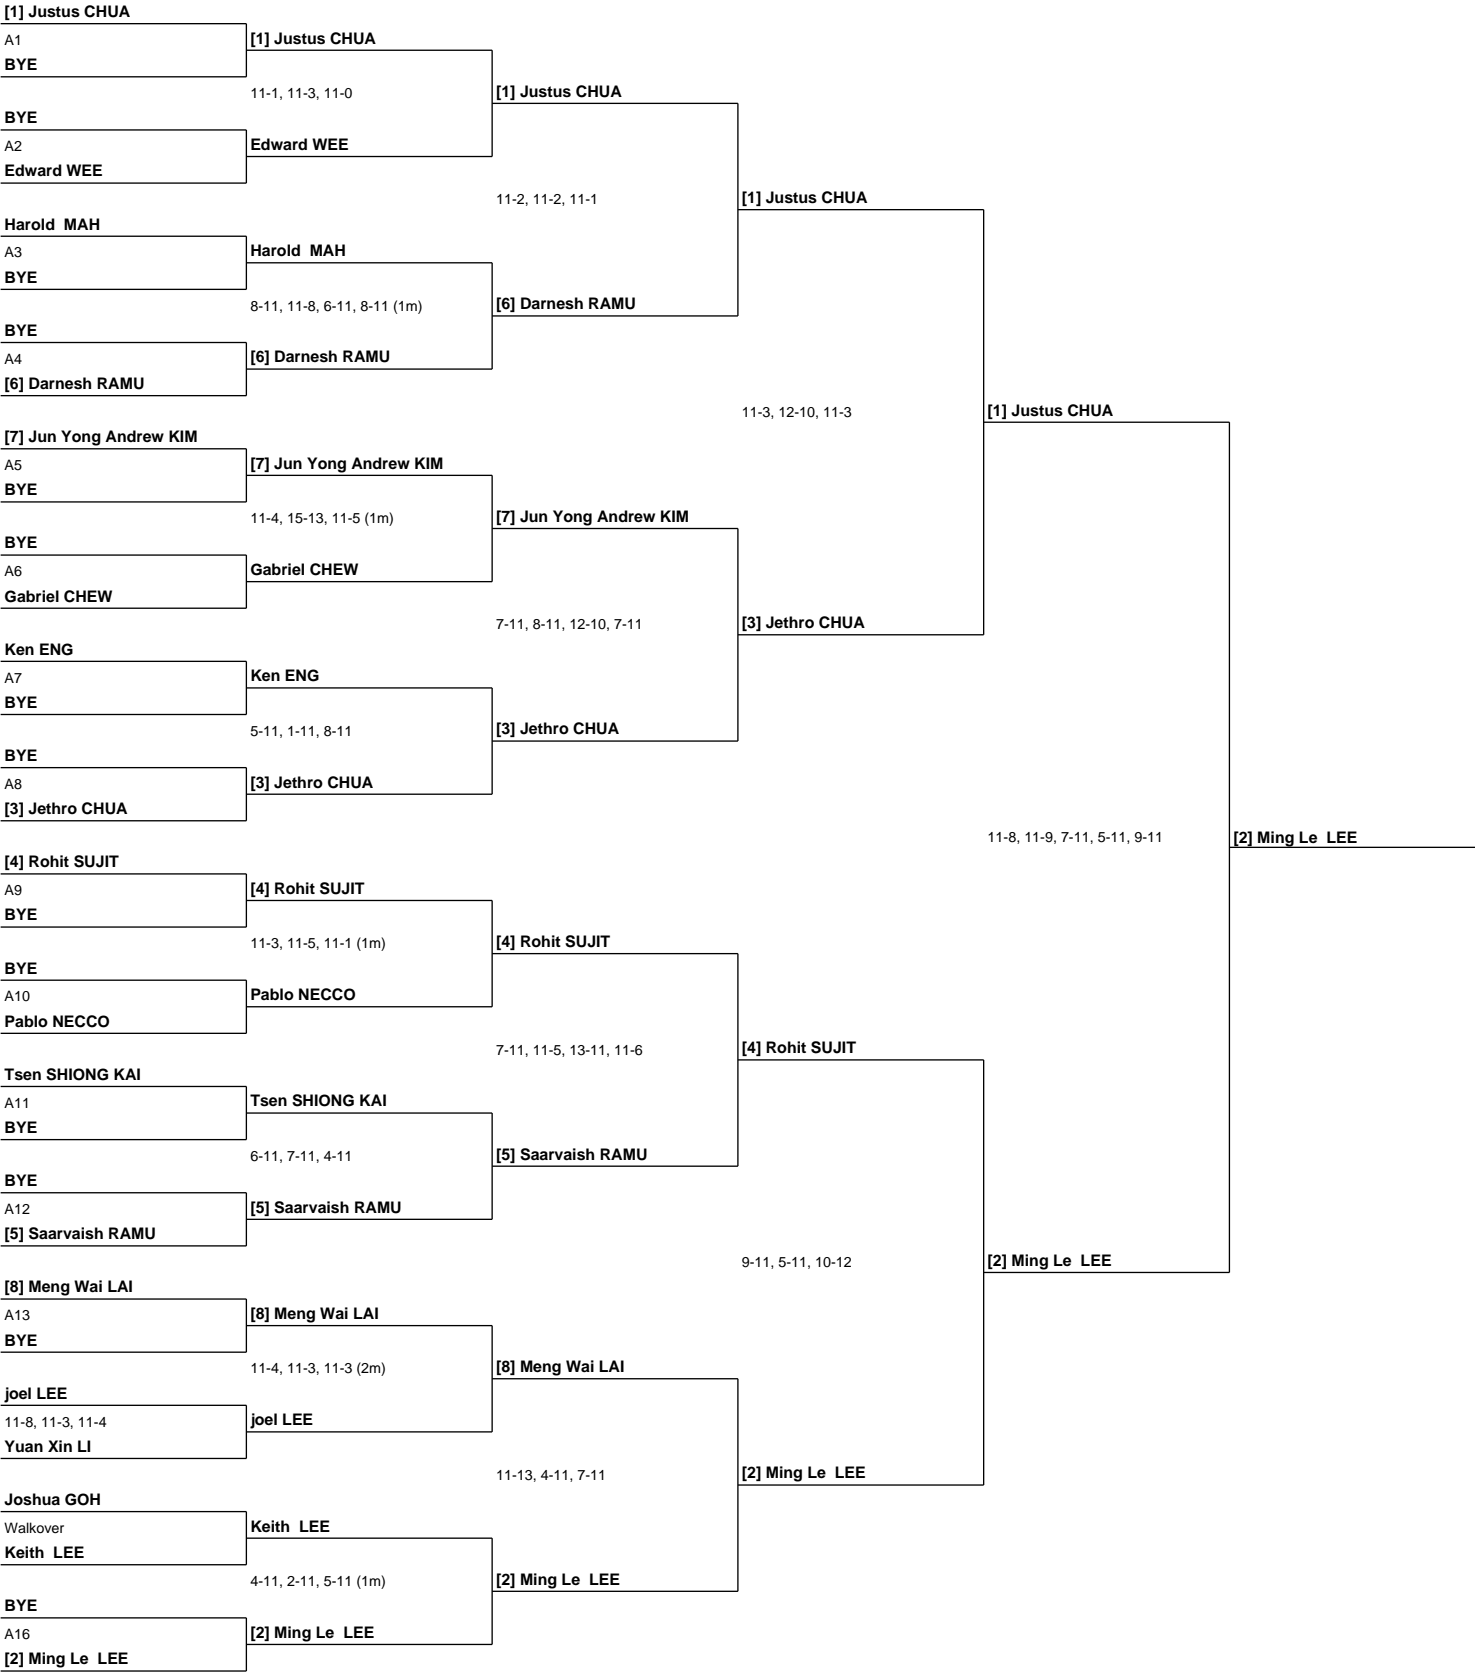 [1] Justus CHUA
A1
BYE
BYE
A2
Edward WEE
Harold  MAH
A3
BYE
BYE
A4
[6] Darnesh RAMU
[7] Jun Yong Andrew KIM
A5
BYE
BYE
A6
Gabriel CHEW
Ken ENG
A7
BYE
BYE
A8
[3] Jethro CHUA
[4] Rohit SUJIT
A9
BYE
BYE
A10
Pablo NECCO
Tsen SHIONG KAI
A11
BYE
BYE
A12
[5] Saarvaish RAMU
[8] Meng Wai LAI
A13
BYE
joel LEE
11-8, 11-3, 11-4
Yuan Xin LI
Joshua GOH
Walkover
Keith  LEE
BYE
A16
[2] Ming Le  LEE
[1] Justus CHUA
11-1, 11-3, 11-0
Edward WEE
Harold  MAH
8-11, 11-8, 6-11, 8-11 (1m)
[6] Darnesh RAMU
[7] Jun Yong Andrew KIM
11-4, 15-13, 11-5 (1m)
Gabriel CHEW
Ken ENG
5-11, 1-11, 8-11
[3] Jethro CHUA
[4] Rohit SUJIT
11-3, 11-5, 11-1 (1m)
Pablo NECCO
Tsen SHIONG KAI
6-11, 7-11, 4-11
[5] Saarvaish RAMU
[8] Meng Wai LAI
11-4, 11-3, 11-3 (2m)
joel LEE
Keith  LEE
4-11, 2-11, 5-11 (1m)
[2] Ming Le  LEE
[1] Justus CHUA
11-2, 11-2, 11-1
[6] Darnesh RAMU
[7] Jun Yong Andrew KIM
7-11, 8-11, 12-10, 7-11
[3] Jethro CHUA
[4] Rohit SUJIT
7-11, 11-5, 13-11, 11-6
[5] Saarvaish RAMU
[8] Meng Wai LAI
11-13, 4-11, 7-11
[2] Ming Le  LEE
[1] Justus CHUA
11-3, 12-10, 11-3
[3] Jethro CHUA
[4] Rohit SUJIT
9-11, 5-11, 10-12
[2] Ming Le  LEE
[1] Justus CHUA
11-8, 11-9, 7-11, 5-11, 9-11
[2] Ming Le  LEE
[2] Ming Le  LEE